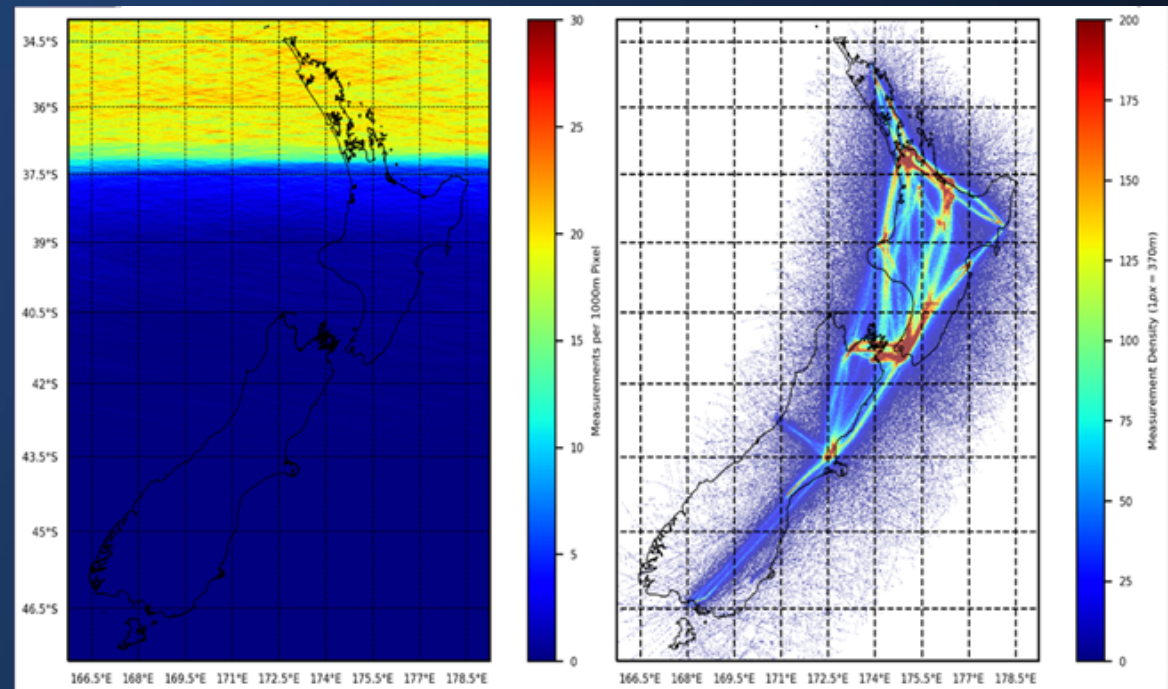 34.5°S
36°S
37.5°S
39°S
40.5°S
42°S
43.5°S
45°S
46.5°S
166.5°E 168°E 169.5°E 171°E 172.5°E 174°E 175.5°E 177°E 178.5°E
30
25
20
15
10
5
0
Measurements per 1000m Pixel
166.5°E 168°E 169.5°E 171°E 172.5°E 174°E 175.5°E 177°E 178.5°E
200
175
150
125
100
75
50
25
0
Measurement Density (1px = 370m)